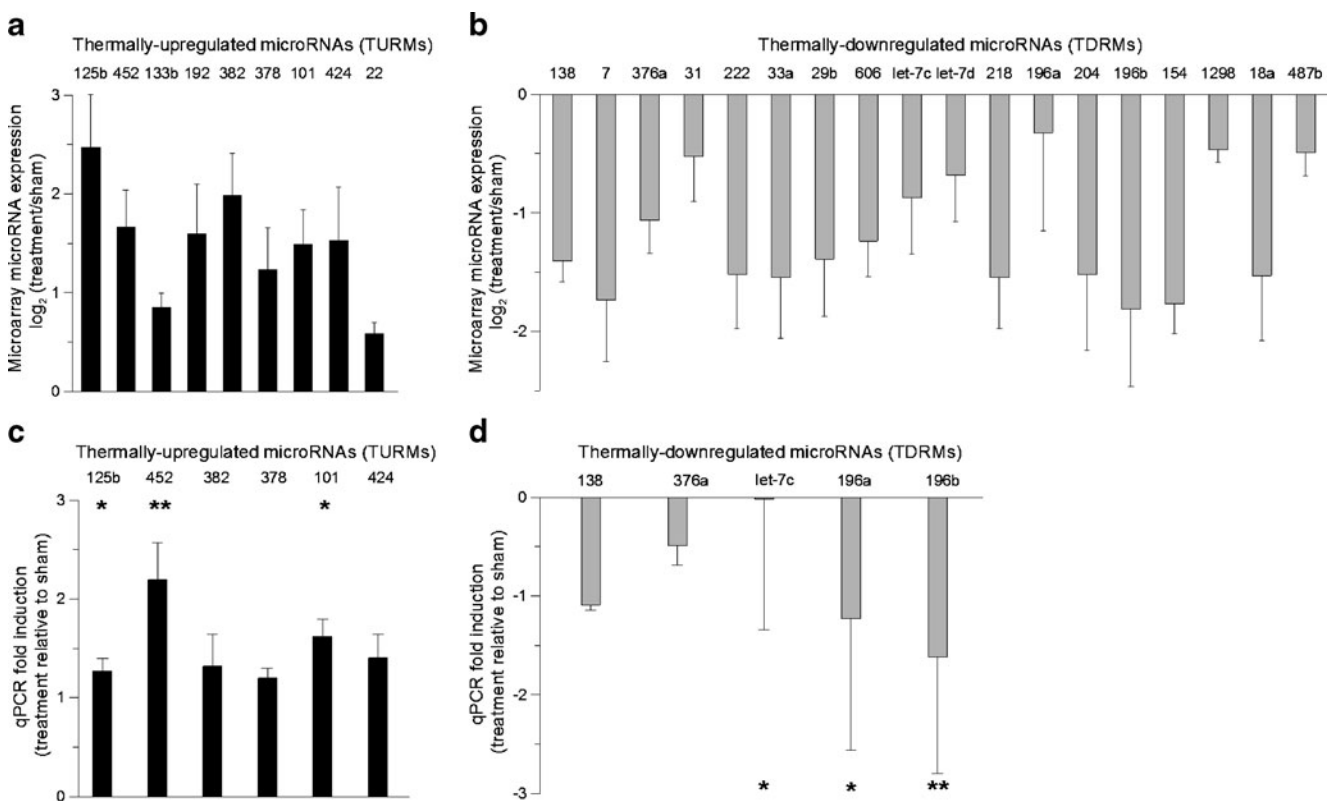 a
Thermally-upregulated microRNAs (TURMs)
125b 452 133b 192 382 378 101 424 22
3
2
1
0
Microarray microRNA expression
log₂ (treatment/sham)
b
Thermally-downregulated microRNAs (TDRMs)
138 7 376a 31 222 33a 29b 606 let-7c let-7d 218 196a 204 196b 154 1298 18a 487b
0
-1
-2
Microarray microRNA expression
log₂ (treatment/sham)
c
Thermally-upregulated microRNAs (TURMs)
125b 452 382 378 101 424
* ** *
3
2
1
0
qPCR fold induction
(treatment relative to sham)
d
Thermally-downregulated microRNAs (TDRMs)
138 376a let-7c 196a 196b
0
-1
-2
-3
* * **
qPCR fold induction
(treatment relative to sham)